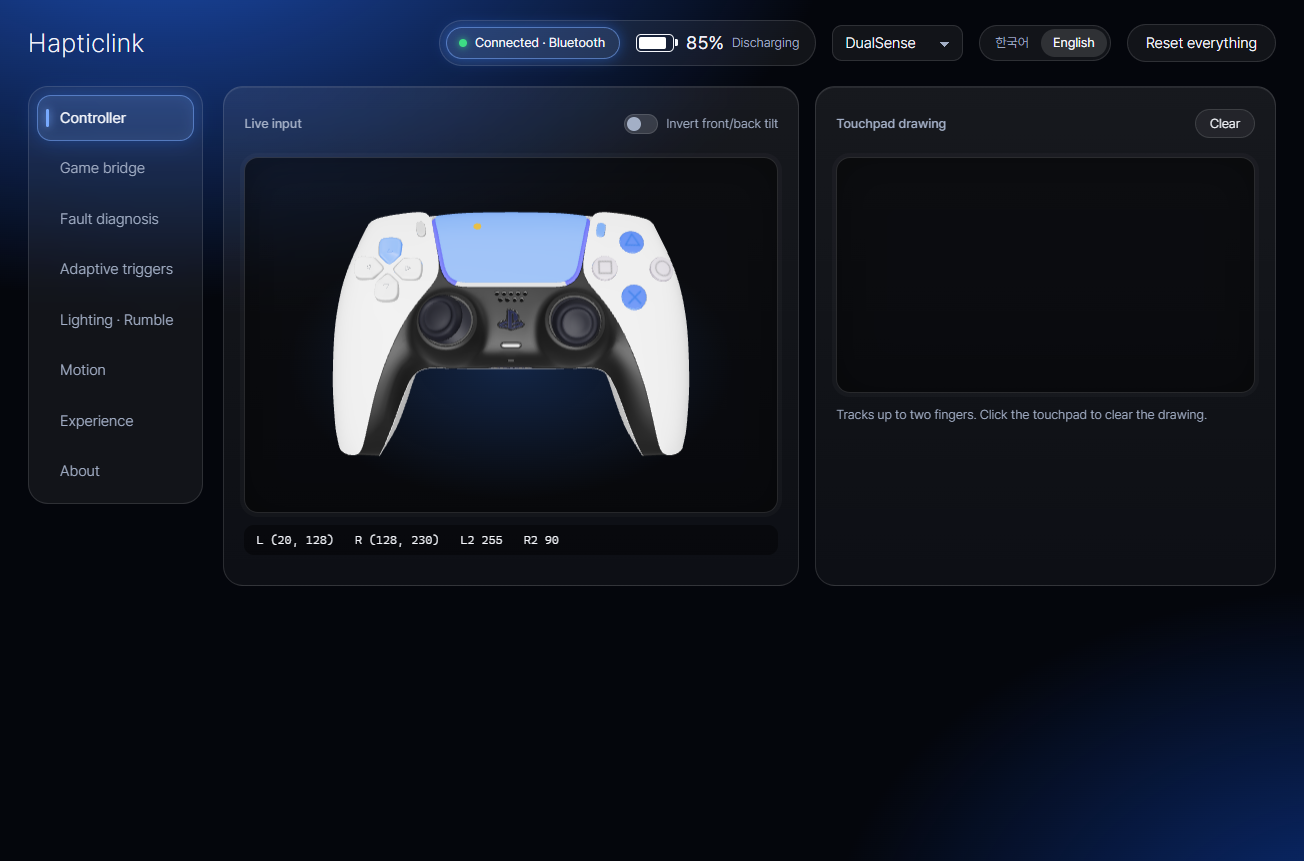 Hapticlink
Connected · Bluetooth
85% Discharging
DualSense
한국어 English
Reset everything
Controller
Game bridge
Fault diagnosis
Adaptive triggers
Lighting · Rumble
Motion
Experience
About
Live input
Invert front/back tilt
L (20, 128) R (128, 230) L2 255 R2 90
Touchpad drawing
Clear
Tracks up to two fingers. Click the touchpad to clear the drawing.